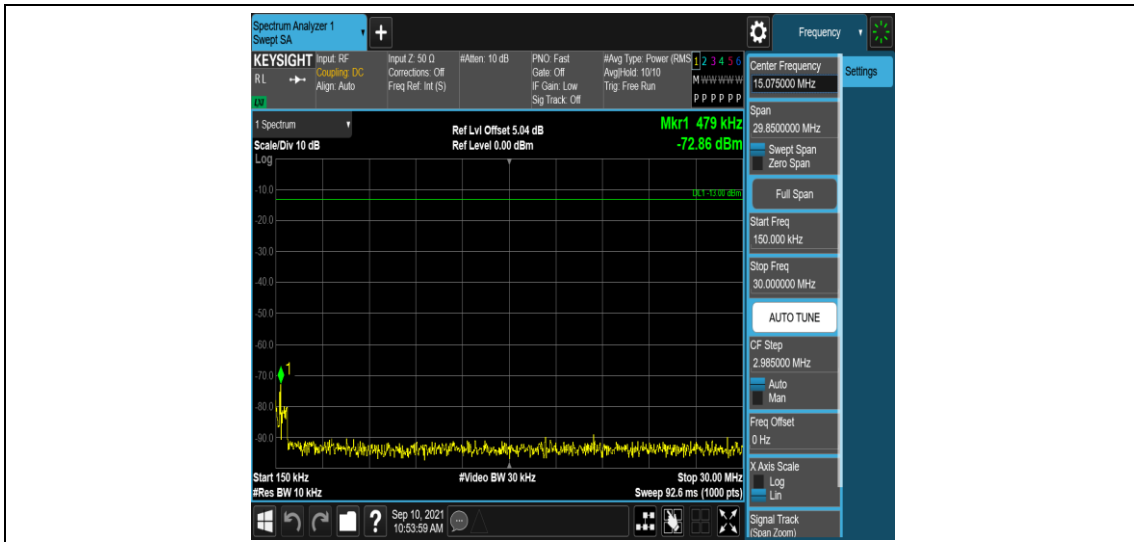 Spectrum Analyzer 1
Swept SA
+
Frequency
KEYSIGHT
RL
Input: RF
Coupling: DC
Align: Auto
Input Z: 50 Ω
Corrections: Off
Freq Ref: Int (S)
#Atten: 10 dB
PNO: Fast
Gate: Off
IF Gain: Low
Sig Track: Off
#Avg Type: Power (RMS
Avg|Hold: 10/10
Trig: Free Run
1 2 3 4 5 6
M W W W W W
P P P P P P
1 Spectrum
Scale/Div 10 dB
Ref Lvl Offset 5.04 dB
Ref Level 0.00 dBm
Mkr1 479 kHz
-72.86 dBm
Log
DL1 -13.00 dBm
-10.0
-20.0
-30.0
-40.0
-50.0
-60.0
-70.0
-80.0
-90.0
1
Start 150 kHz
#Video BW 30 kHz
Stop 30.00 MHz
#Res BW 10 kHz
Sweep 92.6 ms (1000 pts)
?
Sep 10, 2021
10:53:59 AM
Center Frequency
15.075000 MHz
Settings
Span
29.8500000 MHz
Swept Span
Zero Span
Full Span
Start Freq
150.000 kHz
Stop Freq
30.000000 MHz
AUTO TUNE
CF Step
2.985000 MHz
Auto
Man
Freq Offset
0 Hz
X Axis Scale
Log
Lin
Signal Track
(Span Zoom)